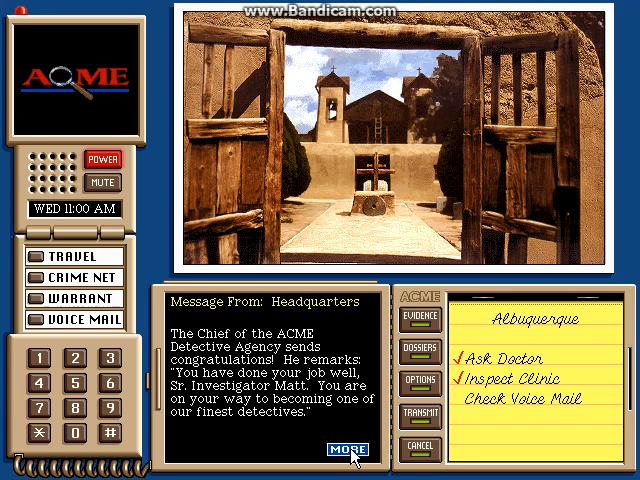 www.Bandicam.com
ACME
POWER
MUTE
WED 11:00 AM
TRAVEL
CRIME NET
WARRANT
VOICE MAIL
1 2 3
4 5 6
7 8 9
* 0 #
Message From: Headquarters
The Chief of the ACME
Detective Agency sends
congratulations! He remarks:
"You have done your job well,
Sr. Investigator Matt. You are
on your way to becoming one of
our finest detectives."
MORE
ACME
EVIDENCE
DOSSIERS
OPTIONS
TRANSMIT
CANCEL
Albuquerque
✓Ask Doctor
✓Inspect Clinic
Check Voice Mail